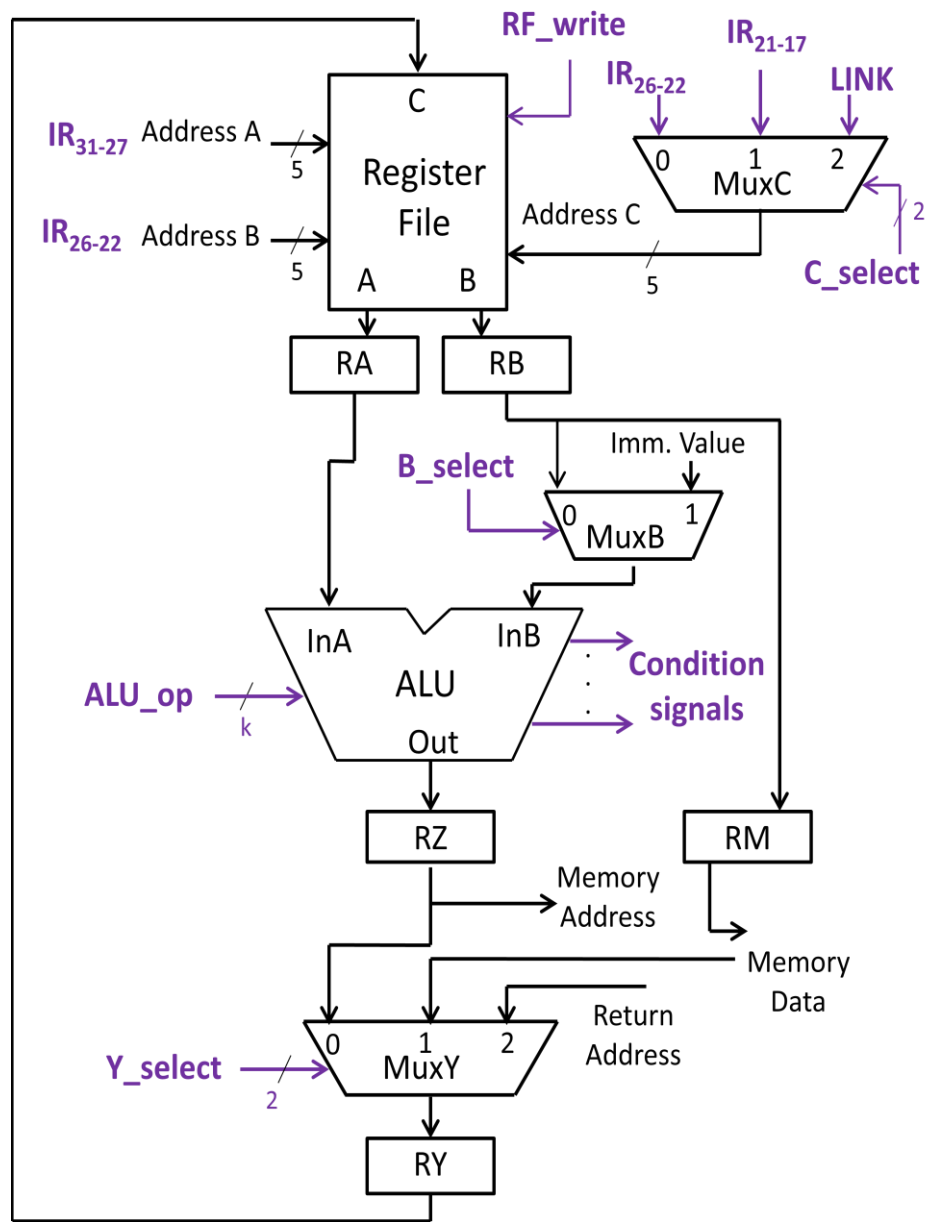 RF_write
IR21-17
IR26-22
LINK
C
IR31-27 Address A
5
Register
File
0 1 2
MuxC
2
Address C
IR26-22 Address B
5
5
C_select
A B
RA
RB
Imm. Value
B_select
0 1
MuxB
InA InB
ALU
Condition
signals
ALU_op
k
Out
RZ
RM
Memory
Address
Memory
Data
Return
Address
0 1 2
MuxY
Y_select
2
RY